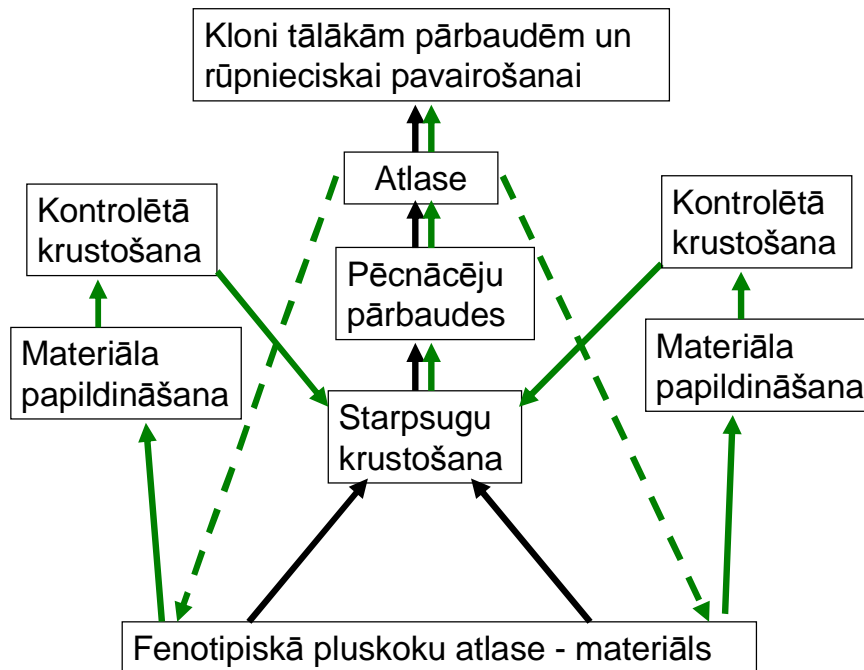 Kloni tālākām pārbaudēm un
rūpnieciskai pavairošanai
Atlase
Kontrolētā
krustošana
Pēcnācēju
pārbaudes
Kontrolētā
krustošana
Materiāla
papildināšana
Materiāla
papildināšana
Starpsugu
krustošana
Fenotipiskā pluskoku atlase - materiāls